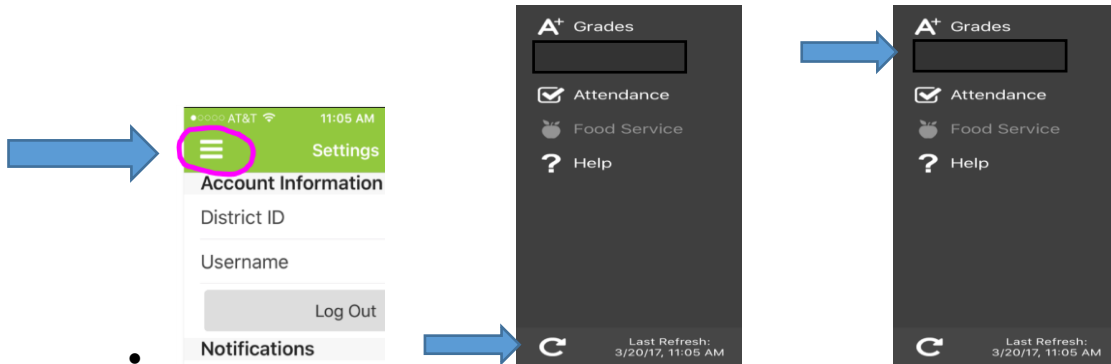 AT&T 11:05 AM
Settings
Account Information
District ID
Username
Log Out
Notifications
A+ Grades
Attendance
Food Service
? Help
Last Refresh:
3/20/17, 11:05 AM
A+ Grades
Attendance
Food Service
? Help
Last Refresh:
3/20/17, 11:05 AM